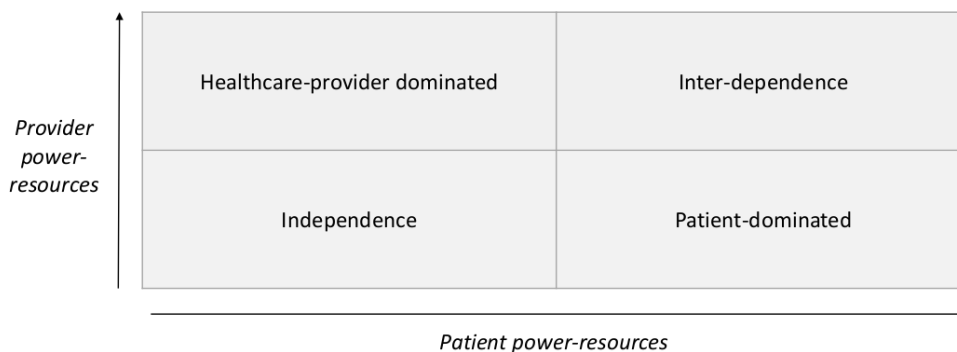 Healthcare-provider dominated
Inter-dependence
Provider
power-
resources
Independence
Patient-dominated
Patient power-resources